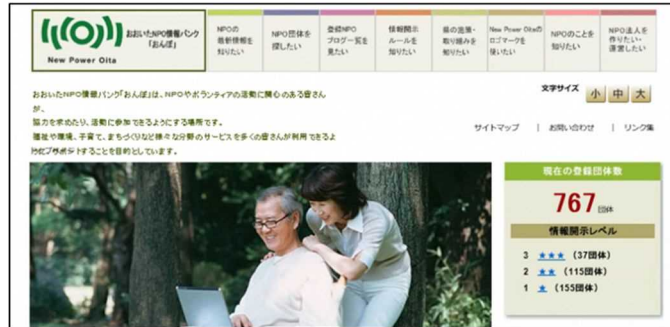 おおいたNPO情報バンク
「おんぽ」
New Power Oita
NPOの
最新情報を
知りたい
NPO団体を
探したい
登録NPO
ブログ一覧を
見たい
情報開示
ルールを
知りたい
県の施策・
取り組みを
知りたい
New Power Oitaの
ロゴマークを
使いたい
NPOのことを
知りたい
NPO法人を
作りたい・
運営したい
おおいたNPO情報バンク「おんぽ」は、NPOやボランティアの活動に関心のある皆さん
が、
協力を求めたり、活動に参加できるようにする場所です。
福祉や環境、子育て、まちづくりなど様々な分野のサービスを多くの皆さんが利用できるよ
うにサポートすることを目的としています。
文字サイズ 小 中 大
サイトマップ | お問い合わせ | リンク集
現在の登録団体数
767 団体
情報開示レベル
3 ★★★ (37団体)
2 ★★ (115団体)
1 ★ (155団体)